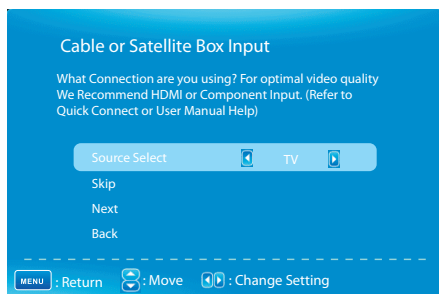 Cable or Satellite Box Input
What Connection are you using? For optimal video quality
We Recommend HDMI or Component Input. (Refer to
Quick Connect or User Manual Help)
Source Select TV
Skip
Next
Back
MENU : Return : Move : Change Setting